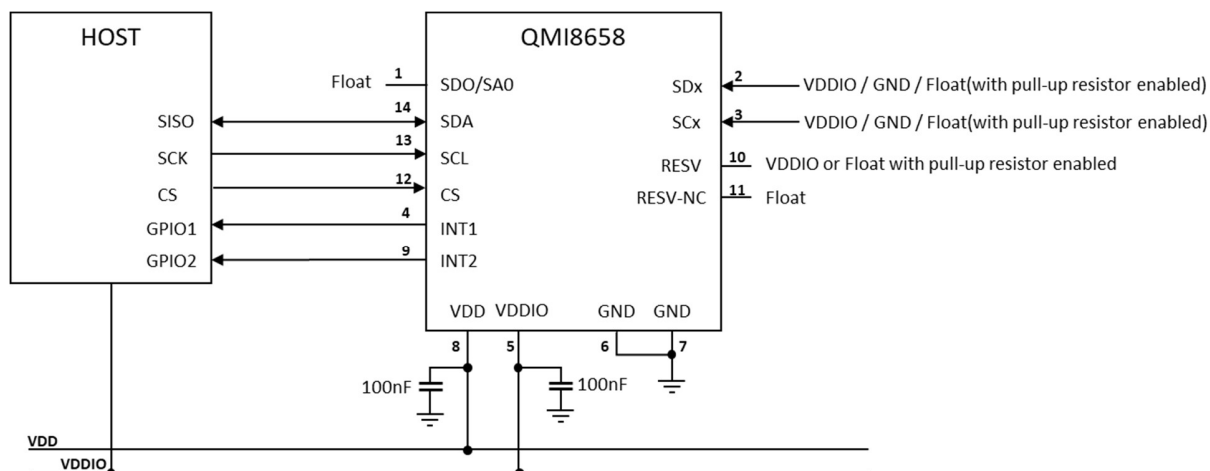 HOST
QMI8658
Float 1 SDO/SA0
SDx 2 VDDIO / GND / Float(with pull-up resistor enabled)
SISO 14 SDA
SCx 3 VDDIO / GND / Float(with pull-up resistor enabled)
SCK 13 SCL
RESV 10 VDDIO or Float with pull-up resistor enabled
CS 12 CS
RESV-NC 11 Float
GPIO1 4 INT1
GPIO2 9 INT2
VDD VDDIO GND GND
8 5 6 7
100nF 100nF
VDD
VDDIO